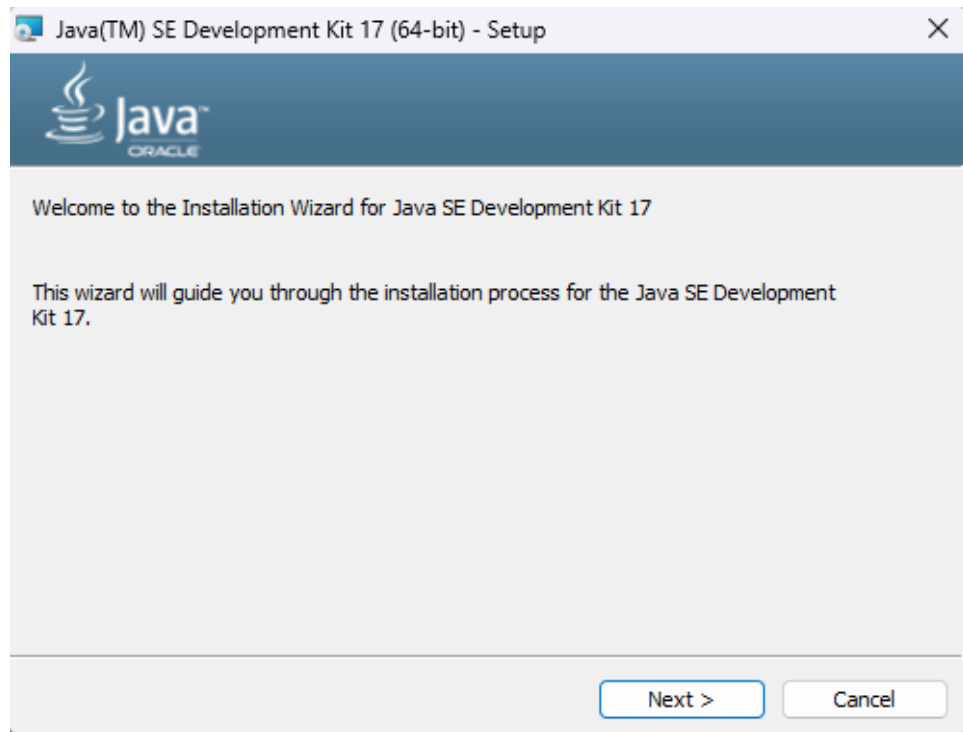 Java(TM) SE Development Kit 17 (64-bit) - Setup
Java™
ORACLE
Welcome to the Installation Wizard for Java SE Development Kit 17
This wizard will guide you through the installation process for the Java SE Development
Kit 17.
Next >
Cancel